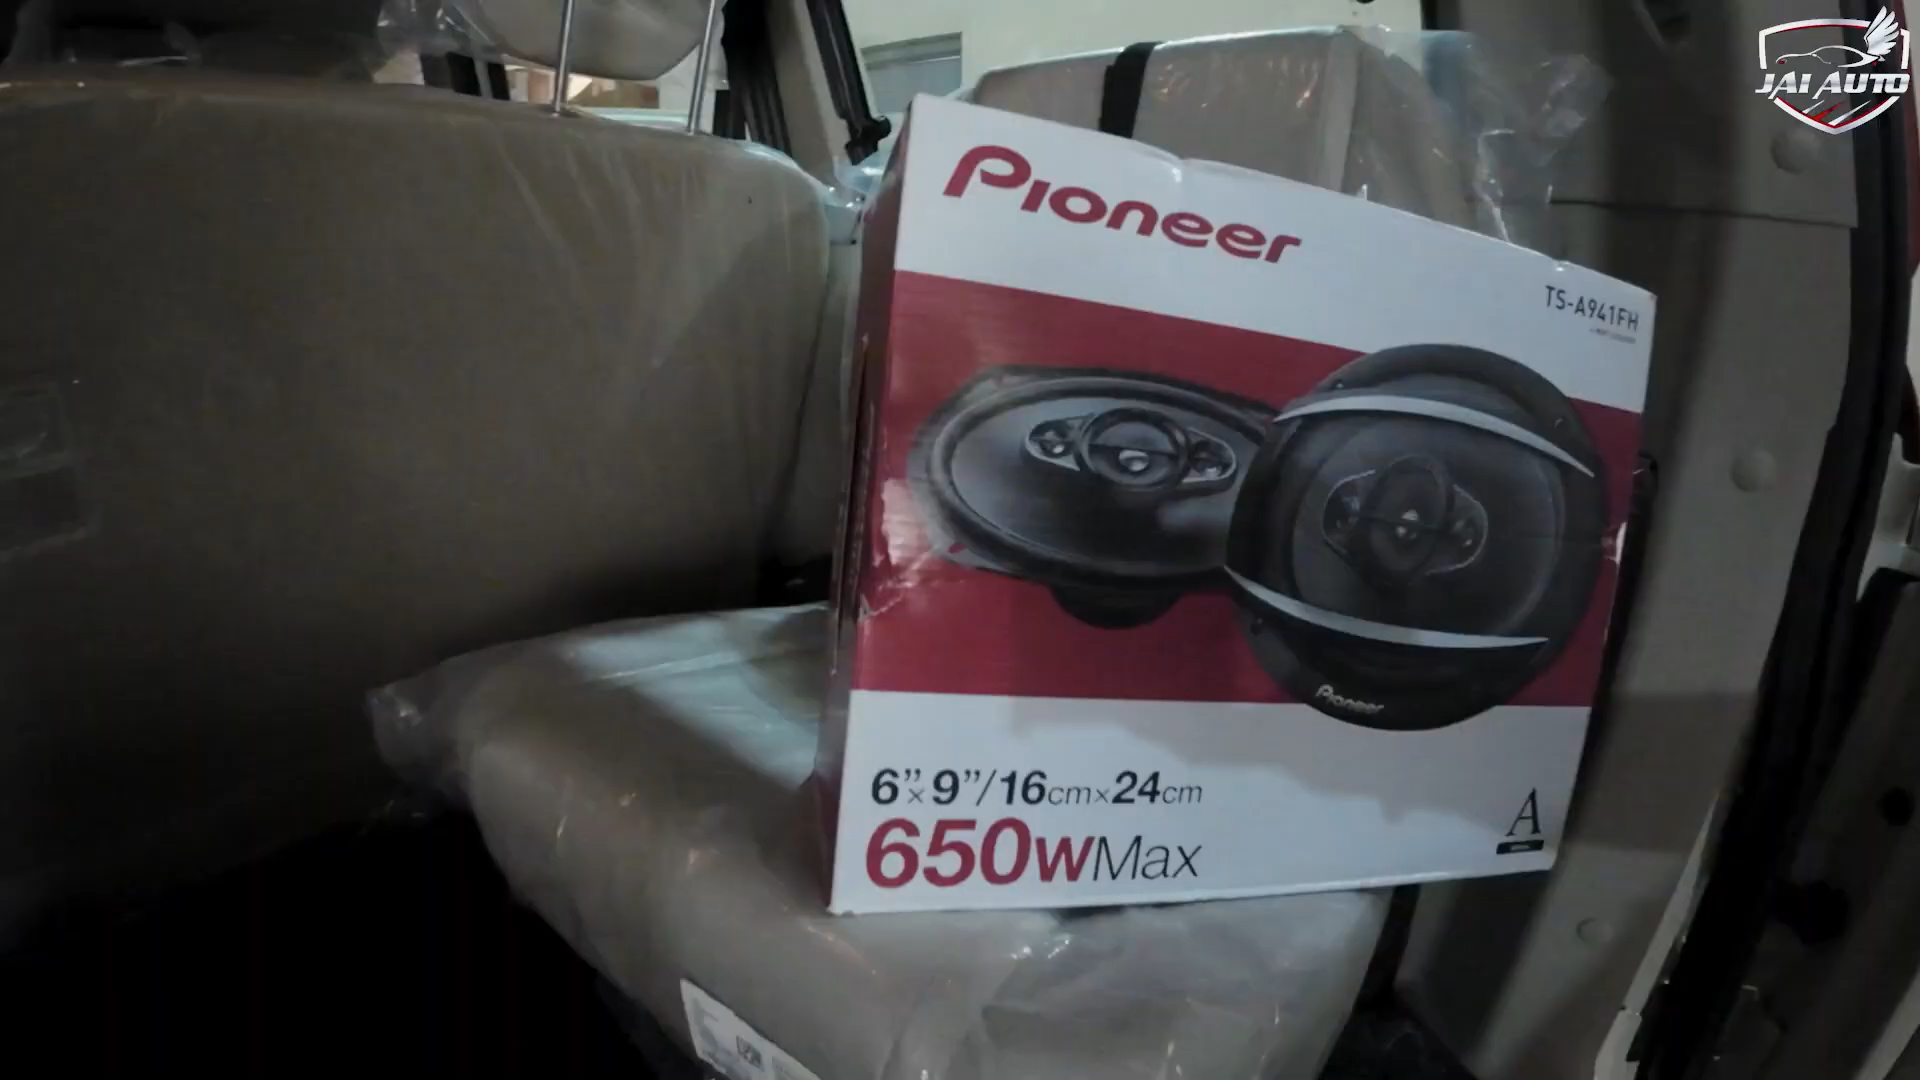 JAI AUTO
Pioneer
TS-A941FH
Pioneer
6”×9”/16cm×24cm
650wMax
A